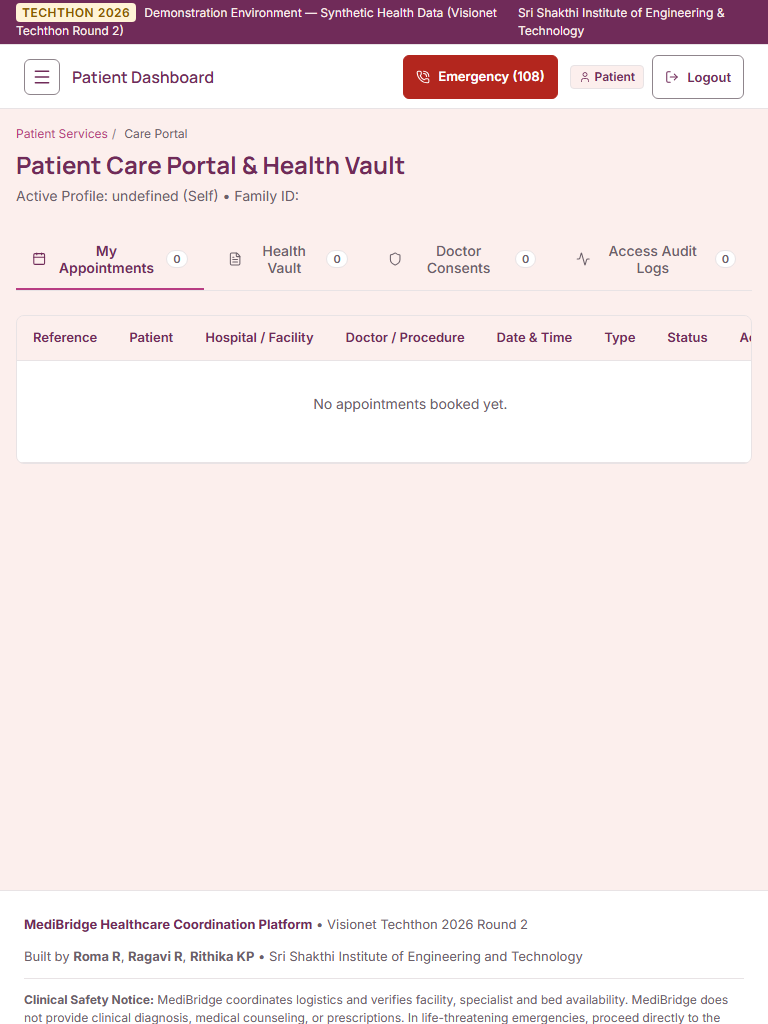 TECHTHON 2026 Demonstration Environment — Synthetic Health Data (Visionet
Techthon Round 2)
Sri Shakthi Institute of Engineering &
Technology
Patient Dashboard
Emergency (108)
Patient
Logout
Patient Services / Care Portal
Patient Care Portal & Health Vault
Active Profile: undefined (Self) • Family ID:
My
Appointments
0
Health
Vault
0
Doctor
Consents
0
Access Audit
Logs
0
Reference Patient Hospital / Facility Doctor / Procedure Date & Time Type Status
No appointments booked yet.
MediBridge Healthcare Coordination Platform • Visionet Techthon 2026 Round 2
Built by Roma R, Ragavi R, Rithika KP • Sri Shakthi Institute of Engineering and Technology
Clinical Safety Notice: MediBridge coordinates logistics and verifies facility, specialist and bed availability. MediBridge does
not provide clinical diagnosis, medical counseling, or prescriptions. In life-threatening emergencies, proceed directly to the